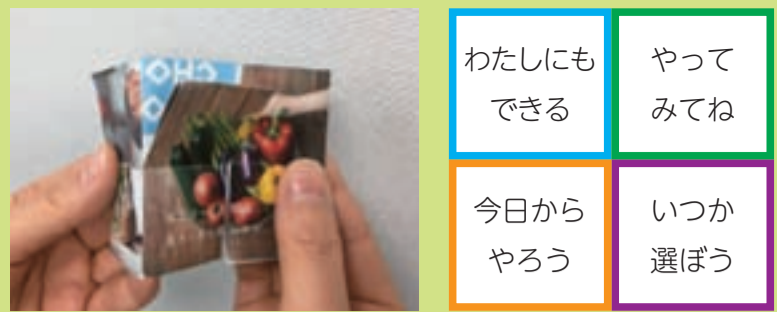 わたしにも
できる
やって
みてね
今日から
やろう
いつか
選ぼう